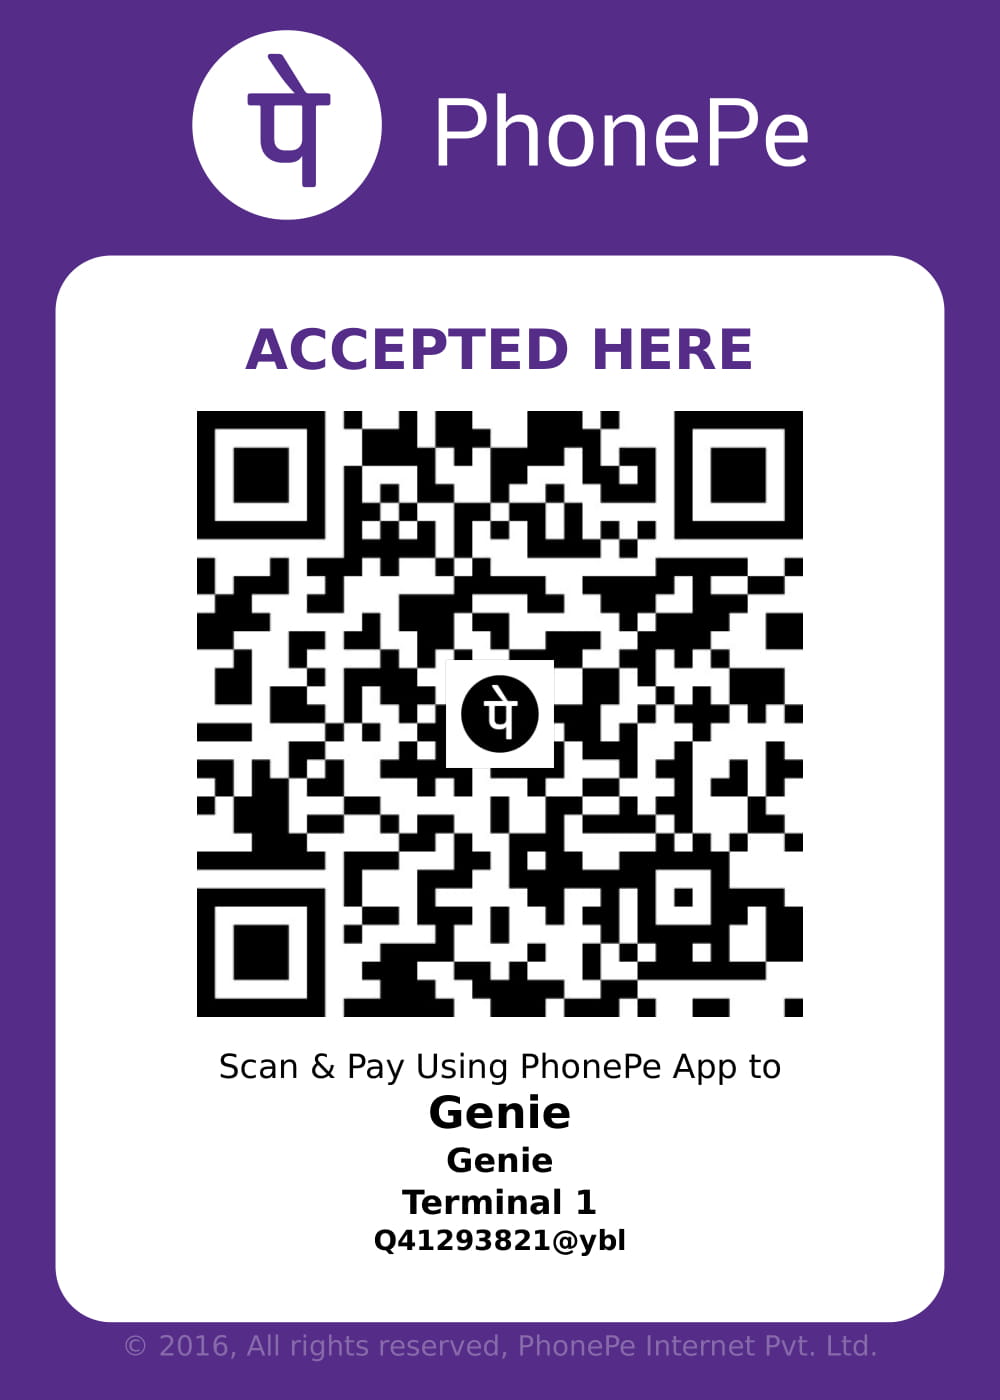 पे PhonePe
ACCEPTED HERE
पे
Scan & Pay Using PhonePe App to
Genie
Genie
Terminal 1
Q41293821@ybl
© 2016, All rights reserved, PhonePe Internet Pvt. Ltd.